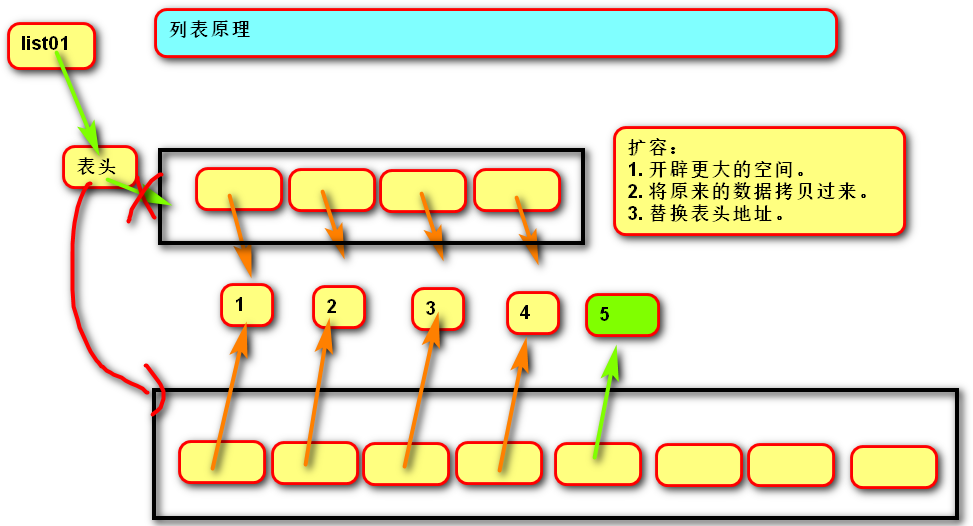 列表原理
list01
表头
扩容：
1. 开辟更大的空间。
2. 将原来的数据拷贝过来。
3. 替换表头地址。
1
2
3
4
5